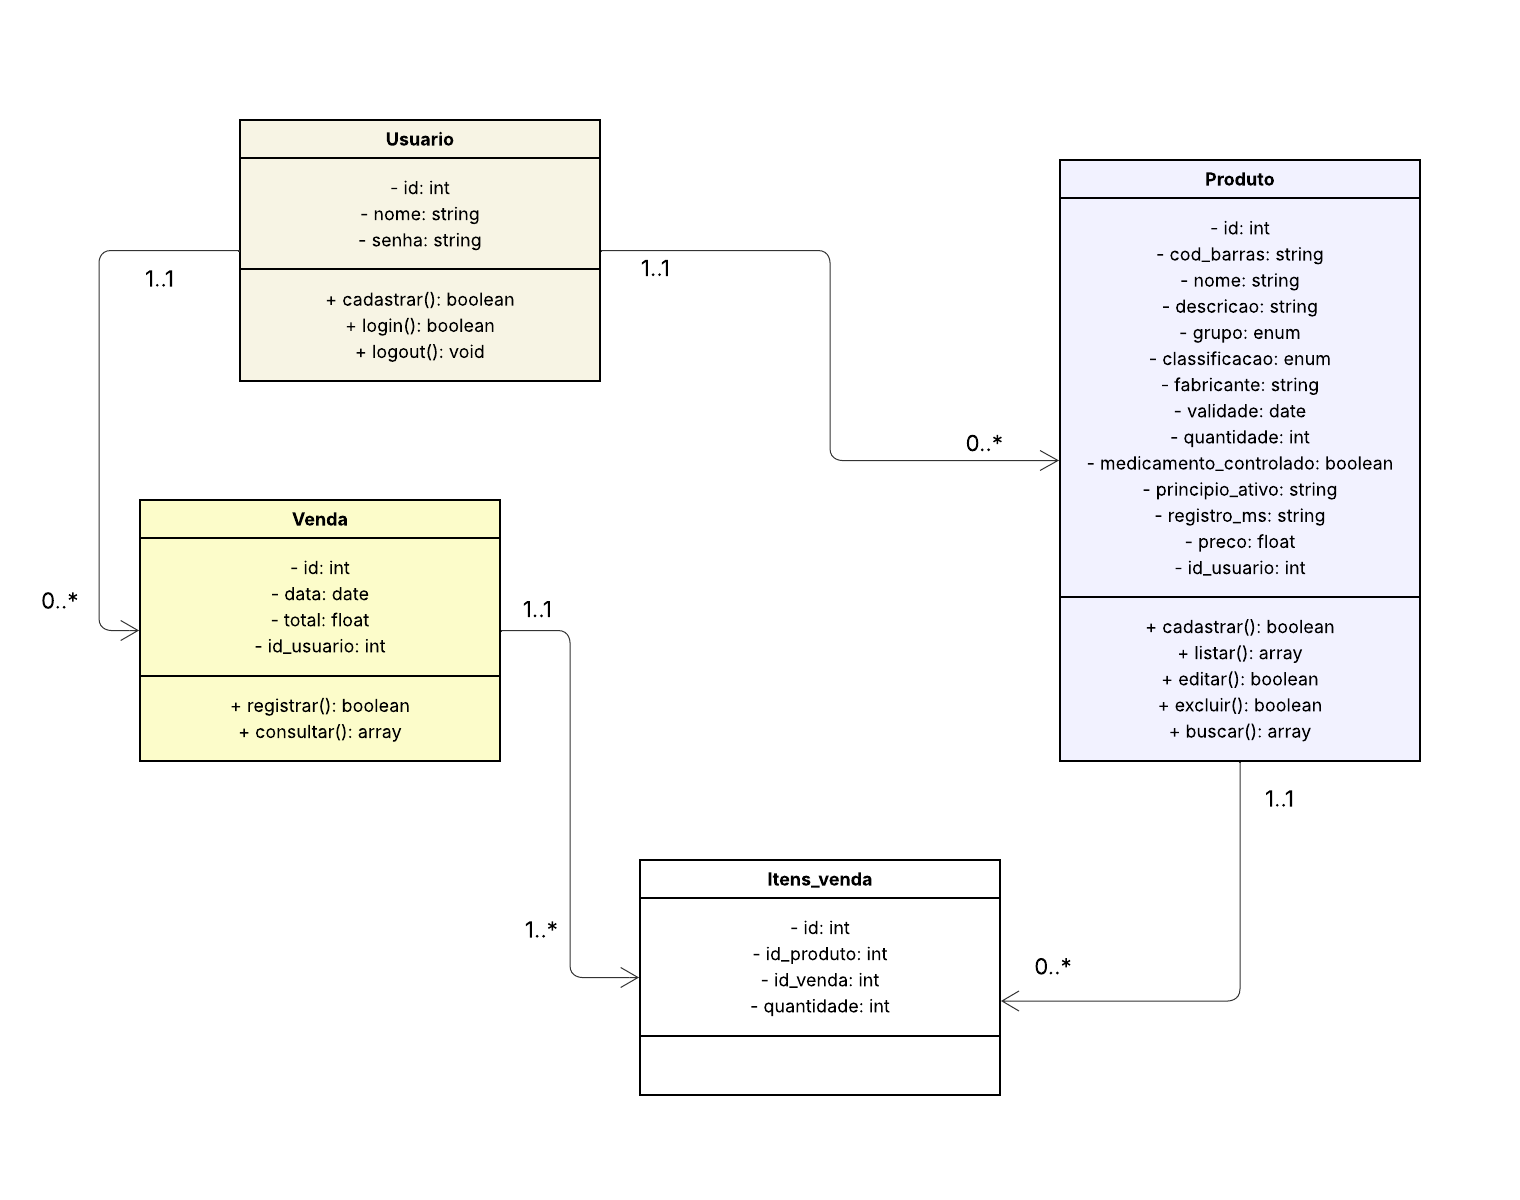 Usuario
- id: int
- nome: string
- senha: string
+ cadastrar(): boolean
+ login(): boolean
+ logout(): void
1..1
1..1
0..*
Produto
- id: int
- cod_barras: string
- nome: string
- descricao: string
- grupo: enum
- classificacao: enum
- fabricante: string
- validade: date
- quantidade: int
- medicamento_controlado: boolean
- principio_ativo: string
- registro_ms: string
- preco: float
- id_usuario: int
+ cadastrar(): boolean
+ listar(): array
+ editar(): boolean
+ excluir(): boolean
+ buscar(): array
0..*
Venda
- id: int
- data: date
- total: float
- id_usuario: int
+ registrar(): boolean
+ consultar(): array
1..1
1..*
1..1
0..*
Itens_venda
- id: int
- id_produto: int
- id_venda: int
- quantidade: int